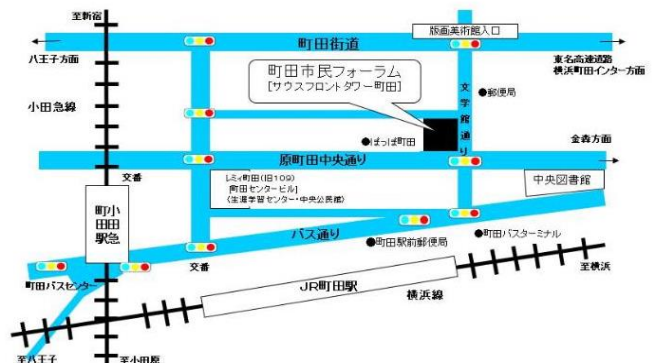 至新宿
版画美術館入口
町田街道
八王子方面
東名高速道路
横浜町田インター方面
町田市民フォーラム
[サウスフロントタワー町田]
小田急線
文学館通り
●郵便局
●ぽっぽ町田
金森方面
原町田中央通り
交番
レミィ町田(旧109)
[町田センタービル]
(生涯学習センター・中央公民館)
中央図書館
小田急
町田駅
バス通り
●町田バスターミナル
●町田駅前郵便局
交番
町田バスセンター
至横浜
JR町田駅
横浜線
至八王子
至小田原